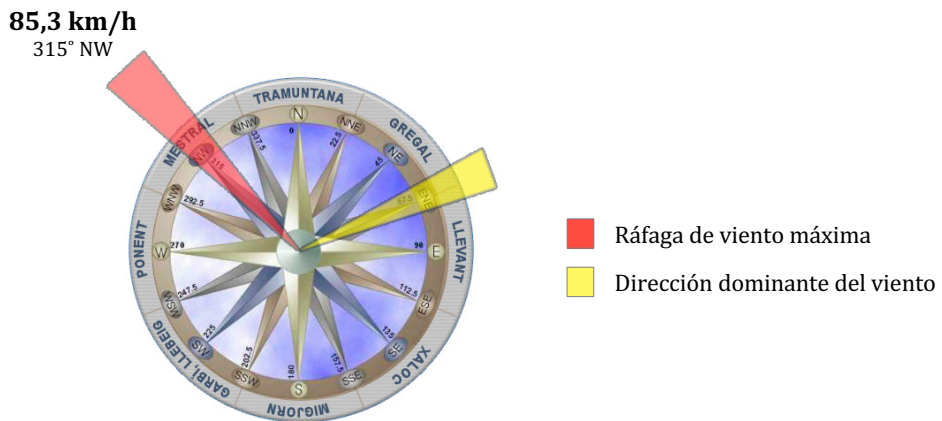 85,3 km/h
315° NW
TRAMUNTANA
GREGAL
LLEVANT
XALOC
MIGJORN
GARBÍ, LLEBEIG
PONENT
MESTRAL
N
NNE
NE
ENE
E
ESE
SE
SSE
S
SSW
SW
WSW
W
WNW
NW
NNW
0
22.5
45
67.5
90
112.5
135
157.5
180
202.5
225
247.5
270
292.5
315
337.5
Ráfaga de viento máxima
Dirección dominante del viento